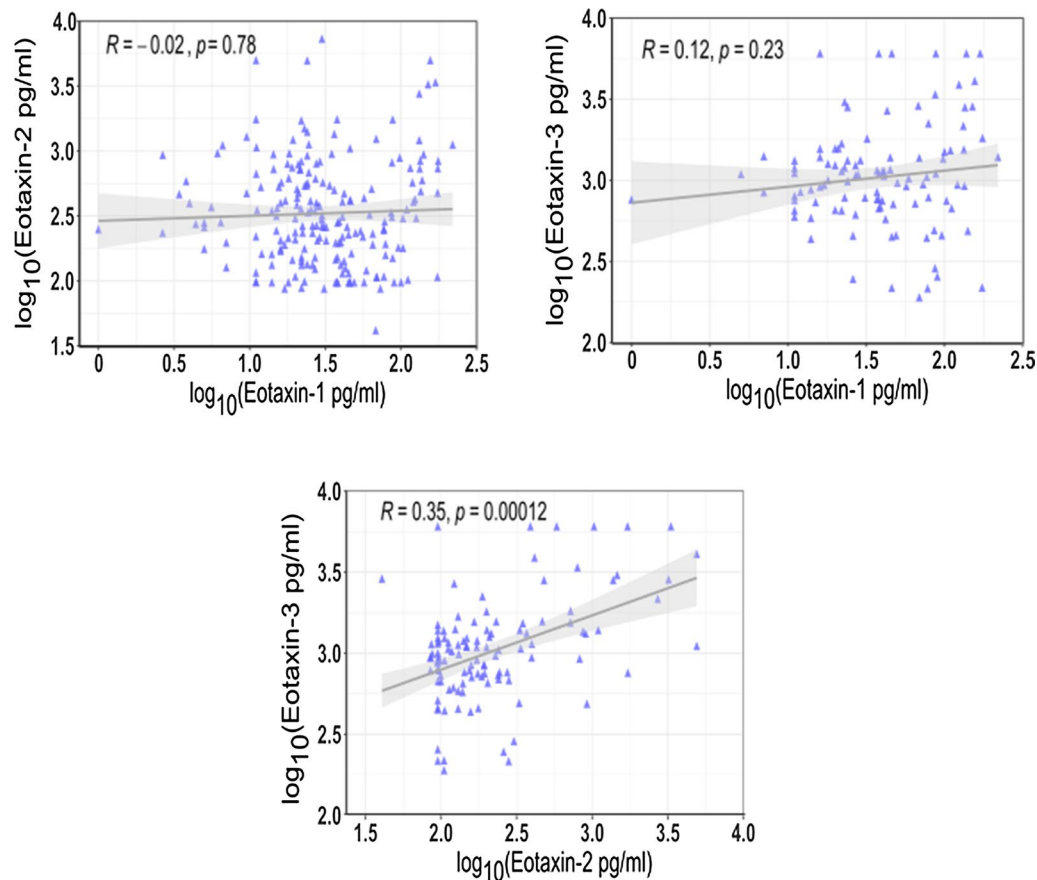 R = −0.02, p = 0.78
4.0
3.5
3.0
2.5
2.0
1.5
log10(Eotaxin-2 pg/ml)
0 0.5 1.0 1.5 2.0 2.5
log10(Eotaxin-1 pg/ml)
R = 0.12, p = 0.23
4.0
3.5
3.0
2.5
2.0
log10(Eotaxin-3 pg/ml)
0 0.5 1.0 1.5 2.0 2.5
log10(Eotaxin-1 pg/ml)
R = 0.35, p = 0.00012
4.0
3.5
3.0
2.5
2.0
log10(Eotaxin-3 pg/ml)
1.5 2.0 2.5 3.0 3.5 4.0
log10(Eotaxin-2 pg/ml)